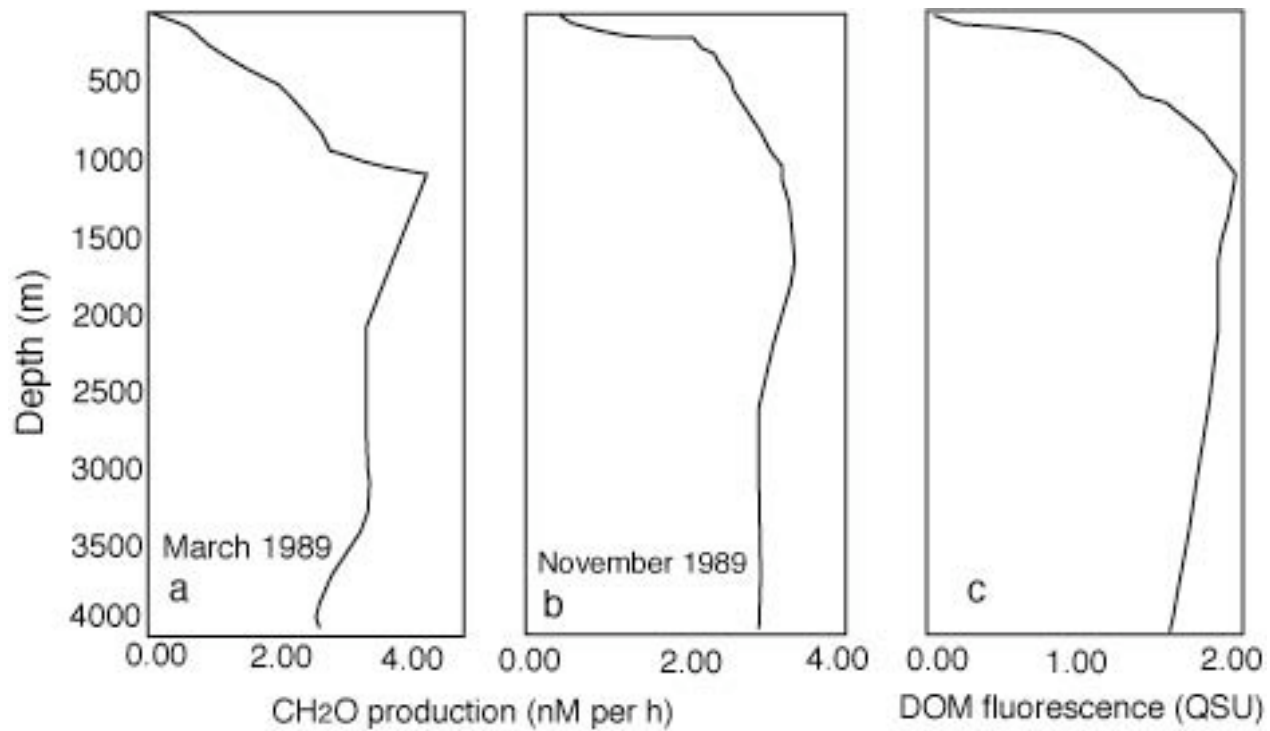 500
1000
1500
2000
2500
3000
3500
4000
Depth (m)
March 1989
a
0.00 2.00 4.00
November 1989
b
0.00 2.00 4.00
CH2O production (nM per h)
c
0.00 1.00 2.00
DOM fluorescence (QSU)